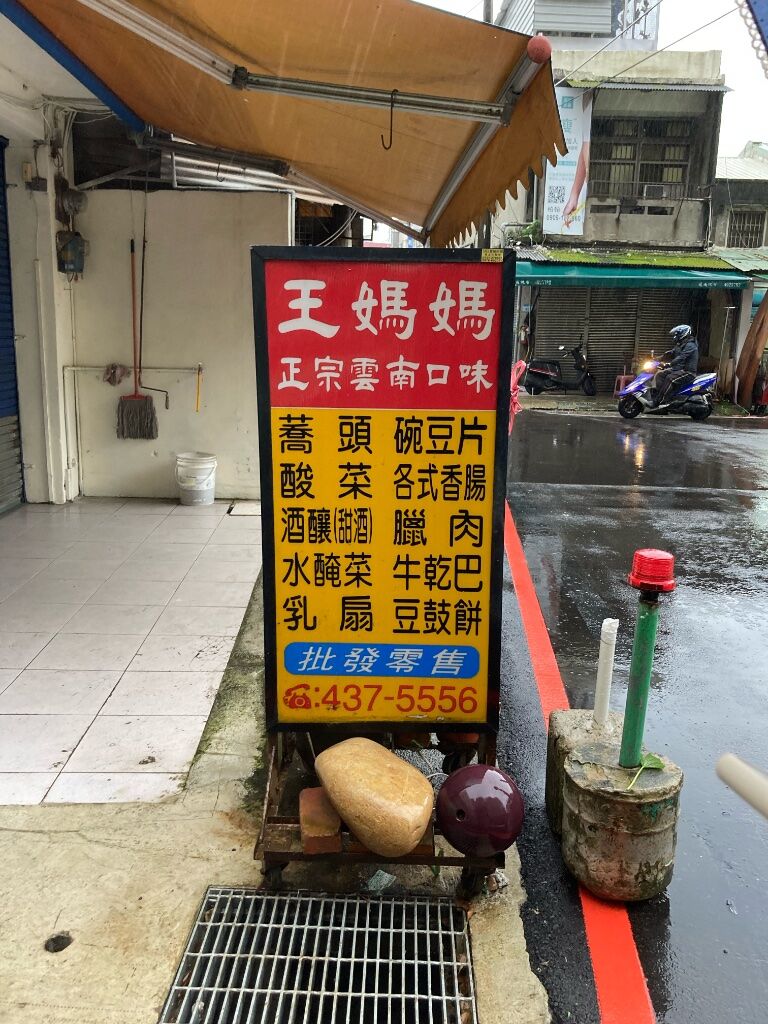 王媽媽
正宗雲南口味
蕎頭 碗豆片
酸菜 各式香腸
酒釀(甜酒) 臘肉
水醃菜 牛乾巴
乳扇 豆鼓餅
批發零售
☎:437-5556